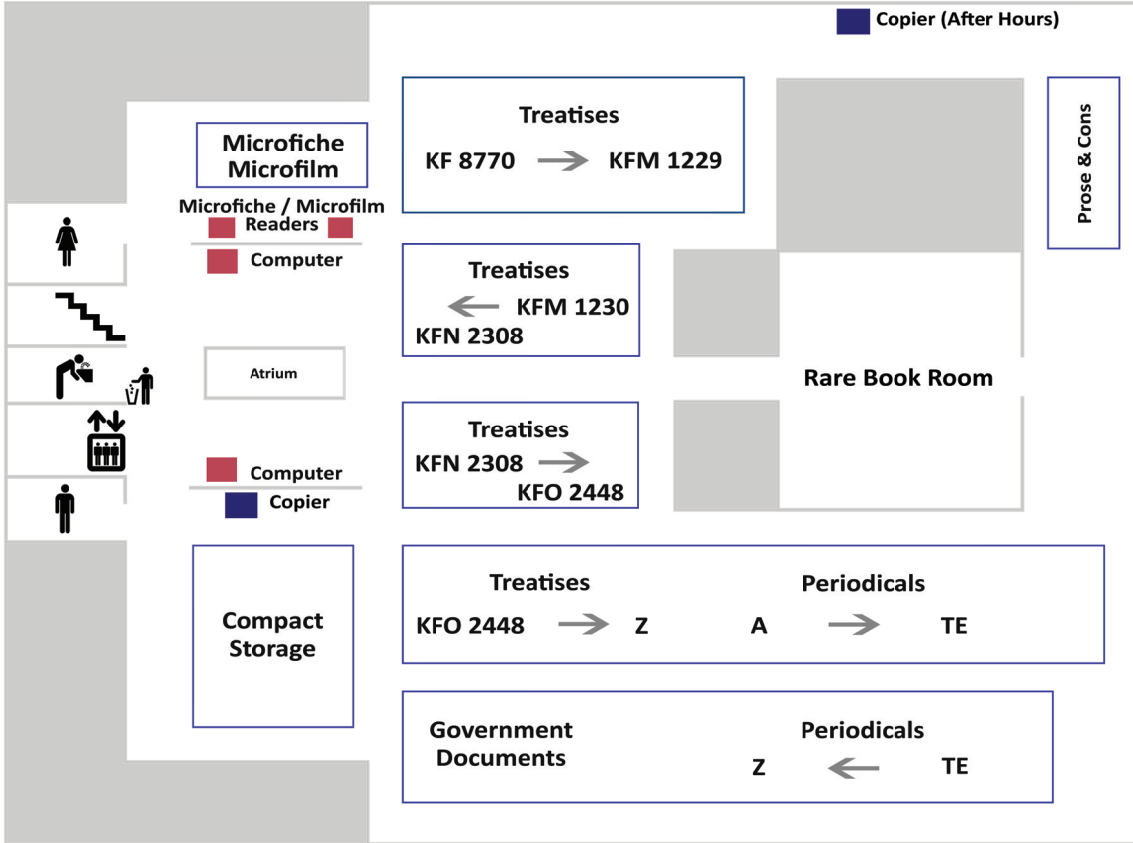 Copier (After Hours)
Treatises
KF 8770 KFM 1229
Prose & Cons
Microfiche
Microfilm
Microfiche / Microfilm
Readers
Computer
Treatises
KFM 1230
KFN 2308
Atrium
Rare Book Room
Treatises
KFN 2308
KFO 2448
Computer
Copier
Compact
Storage
Treatises Periodicals
KFO 2448 Z A TE
Government
Documents
Periodicals
Z TE